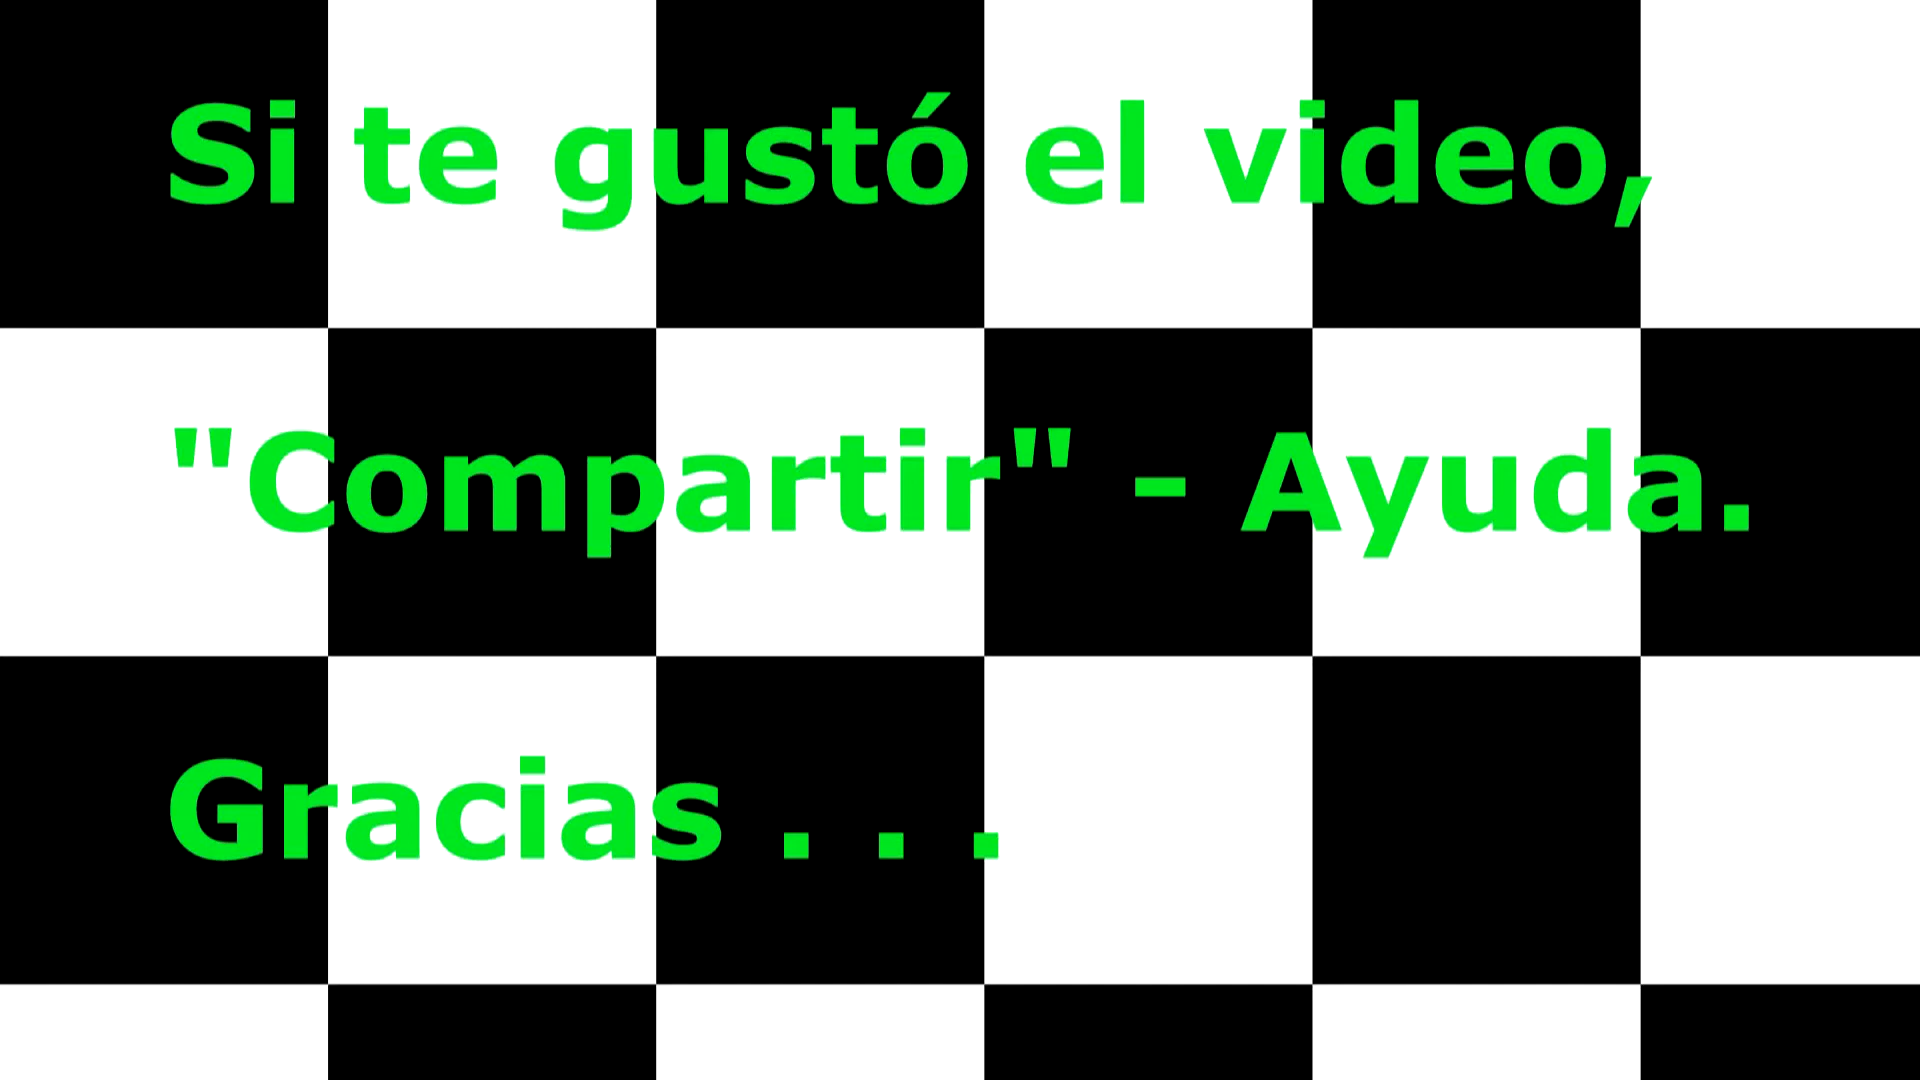 Si te gustó el video,
"Compartir" - Ayuda.
Gracias . . .